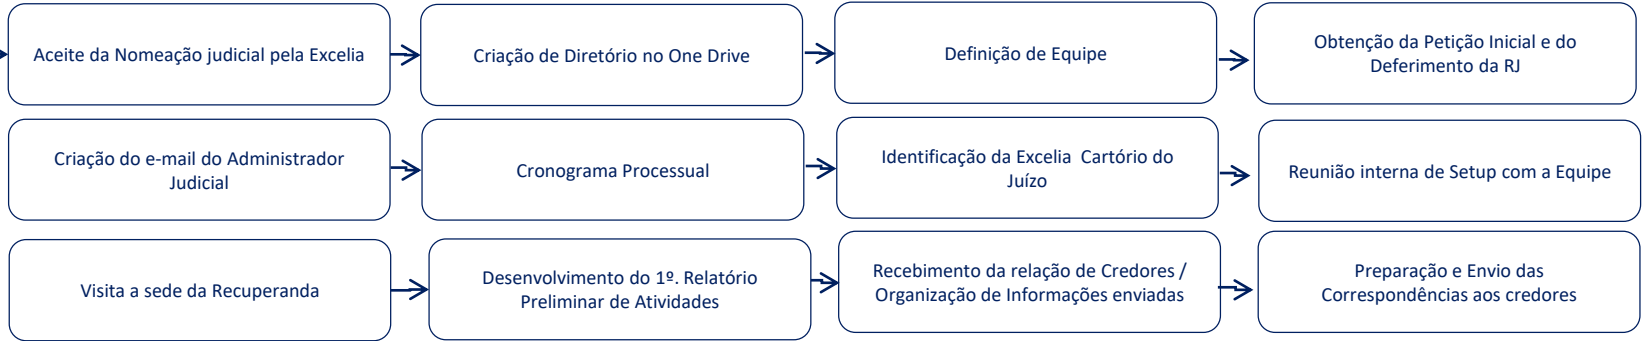 Aceite da Nomeação judicial pela Excelia
Criação de Diretório no One Drive
Definição de Equipe
Obtenção da Petição Inicial e do
Deferimento da RJ
Criação do e-mail do Administrador
Judicial
Cronograma Processual
Identificação da Excelia  Cartório do
Juízo
Reunião interna de Setup com a Equipe
Visita a sede da Recuperanda
Desenvolvimento do 1º. Relatório
Preliminar de Atividades
Recebimento da relação de Credores /
Organização de Informações enviadas
Preparação e Envio das
Correspondências aos credores